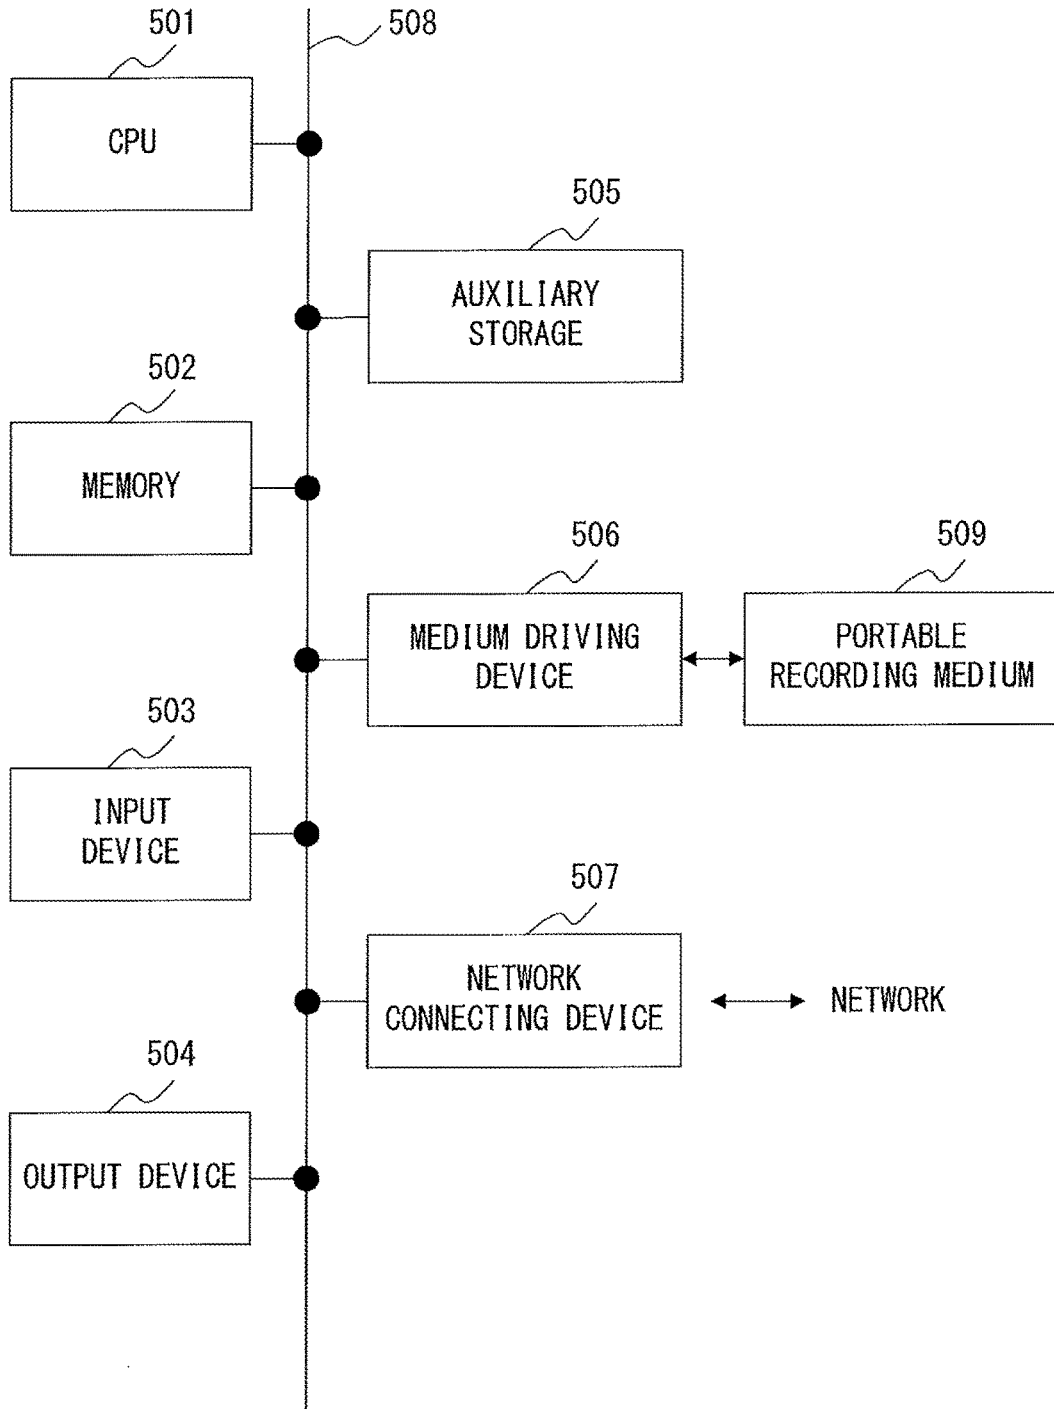 501
508
CPU
505
AUXILIARY
STORAGE
502
MEMORY
506
509
MEDIUM DRIVING
DEVICE
PORTABLE
RECORDING MEDIUM
503
INPUT
DEVICE
507
NETWORK
CONNECTING DEVICE
NETWORK
504
OUTPUT DEVICE